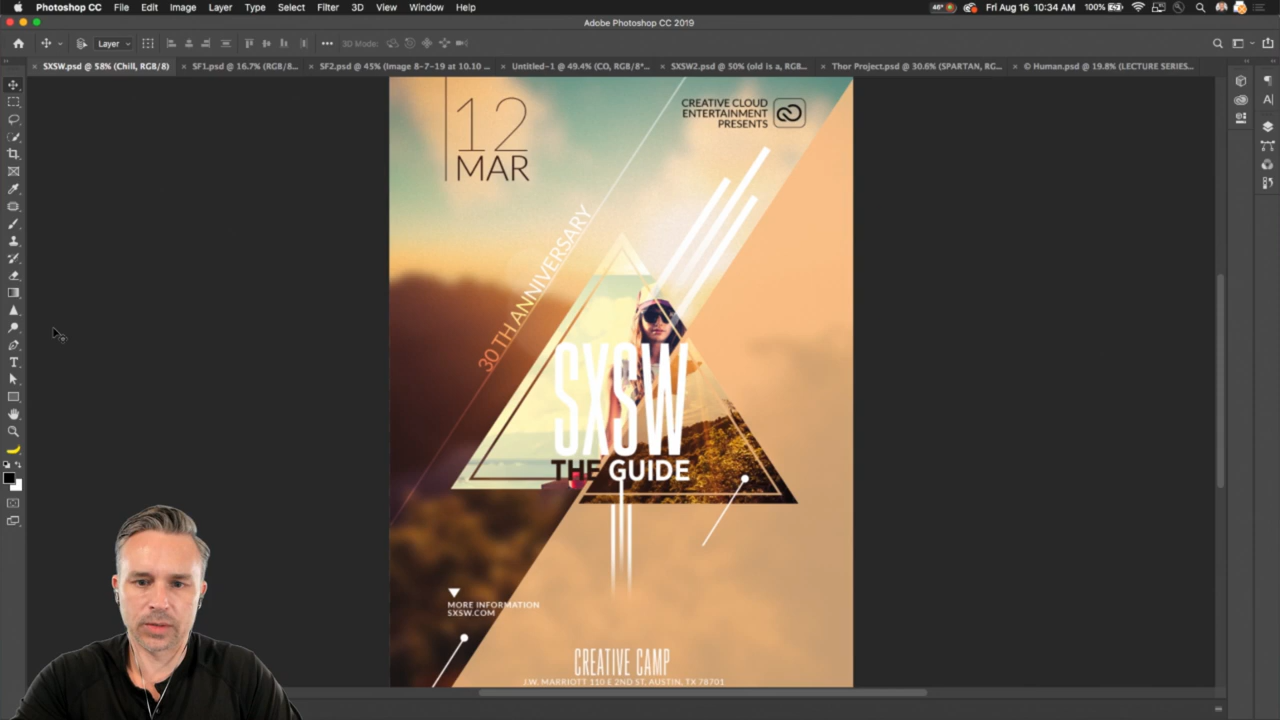 Photoshop CC File Edit Image Layer Type Select Filter 3D View Window Help
48° Fri Aug 16 10:34 AM 100%
Adobe Photoshop CC 2019
Layer 3D Mode:
SXSW.psd @ 58% (Chill, RGB/8) SF1.psd @ 16.7% (RGB/8... SF2.psd @ 45% (Image 8-7-19 at 10.10 ... Untitled-1 @ 49.4% (CO, RGB/8*... SXSW2.psd @ 50% (old is a, RGB... Thor Project.psd @ 30.6% (SPARTAN, RG... © Human.psd @ 19.8% (LECTURE SERIES...
12
MAR
CREATIVE CLOUD
ENTERTAINMENT
PRESENTS
30 TH ANNIVERSARY
SXSW
THE GUIDE
MORE INFORMATION
SXSW.COM
CREATIVE CAMP
J.W. MARRIOTT 110 E 2ND ST, AUSTIN, TX 78701